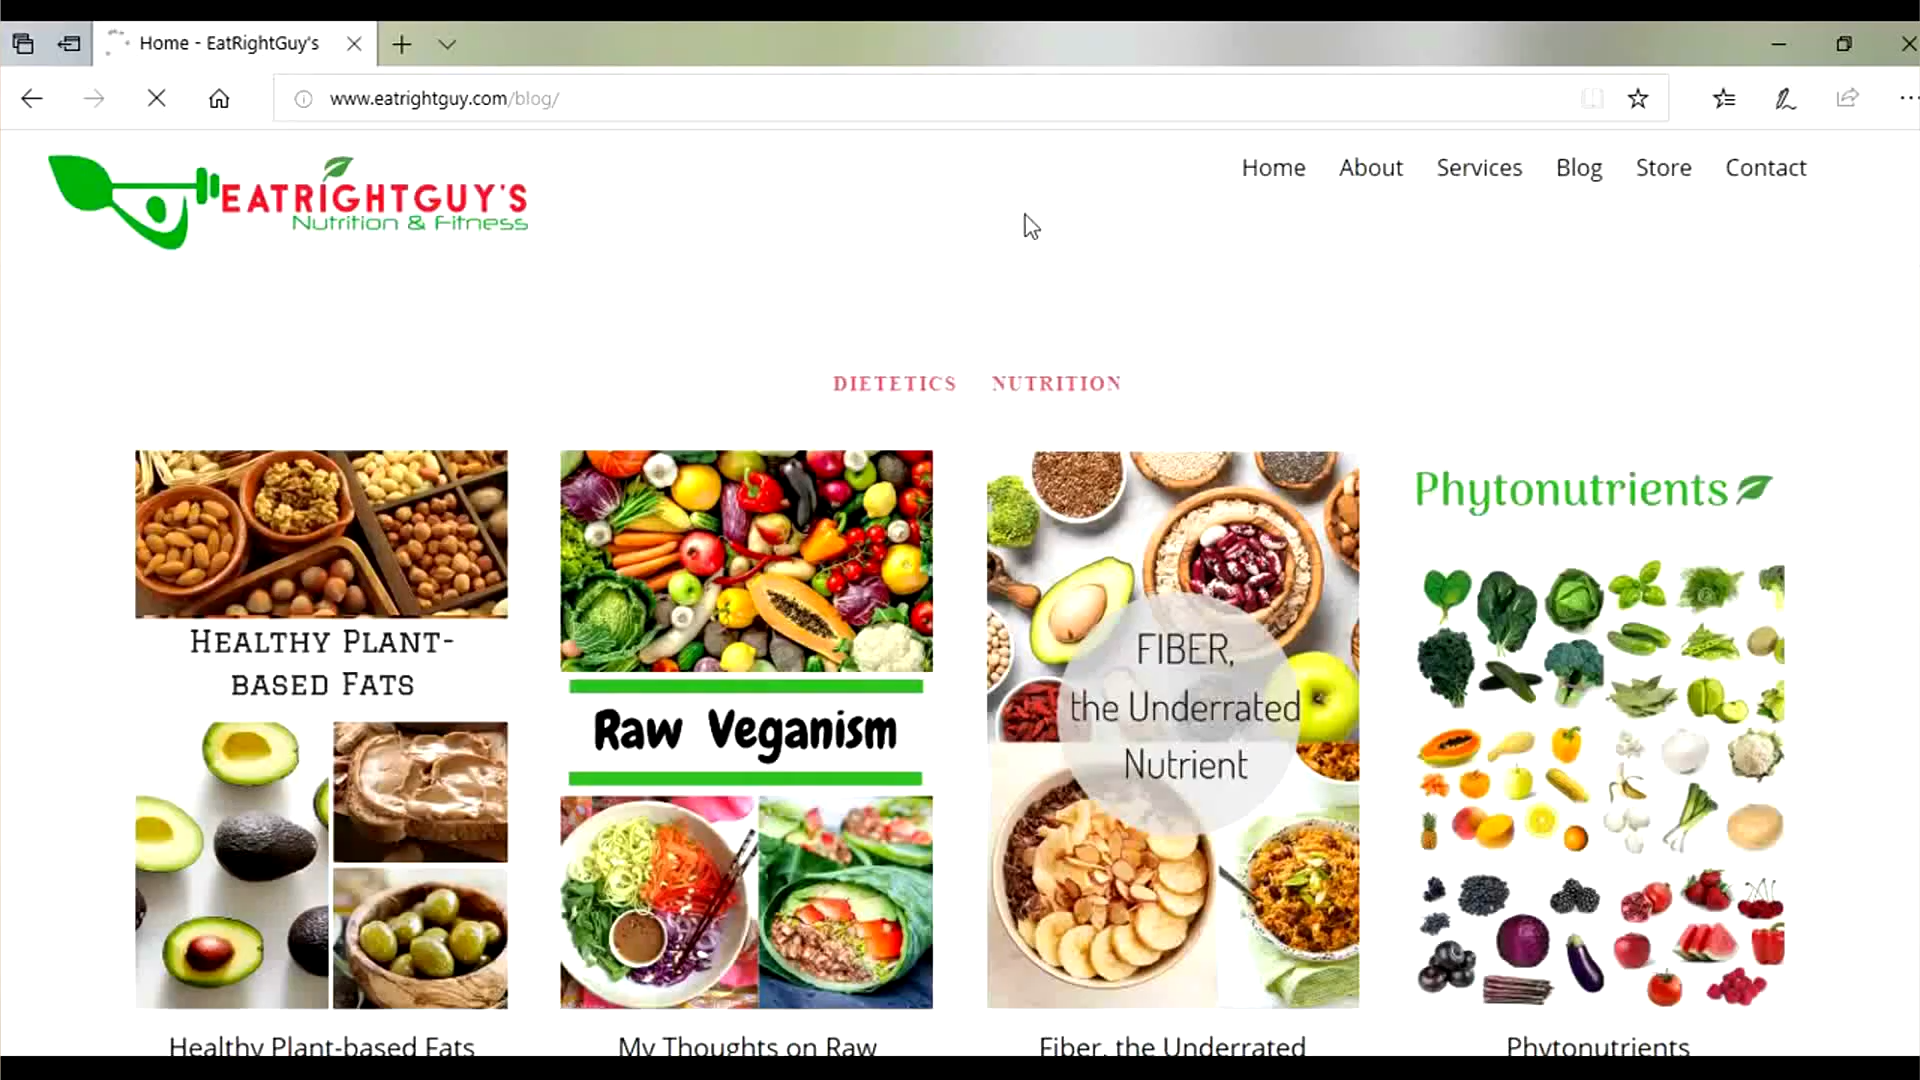 Home - EatRightGuy's
www.eatrightguy.com/blog/
EATRIGHTGUY'S
Nutrition & Fitness
Home About Services Blog Store Contact
DIETETICS NUTRITION
HEALTHY PLANT-
BASED FATS
Raw Veganism
FIBER,
the Underrated
Nutrient
Phytonutrients
Healthy Plant-based Fats
My Thoughts on Raw
Fiber, the Underrated
Phytonutrients